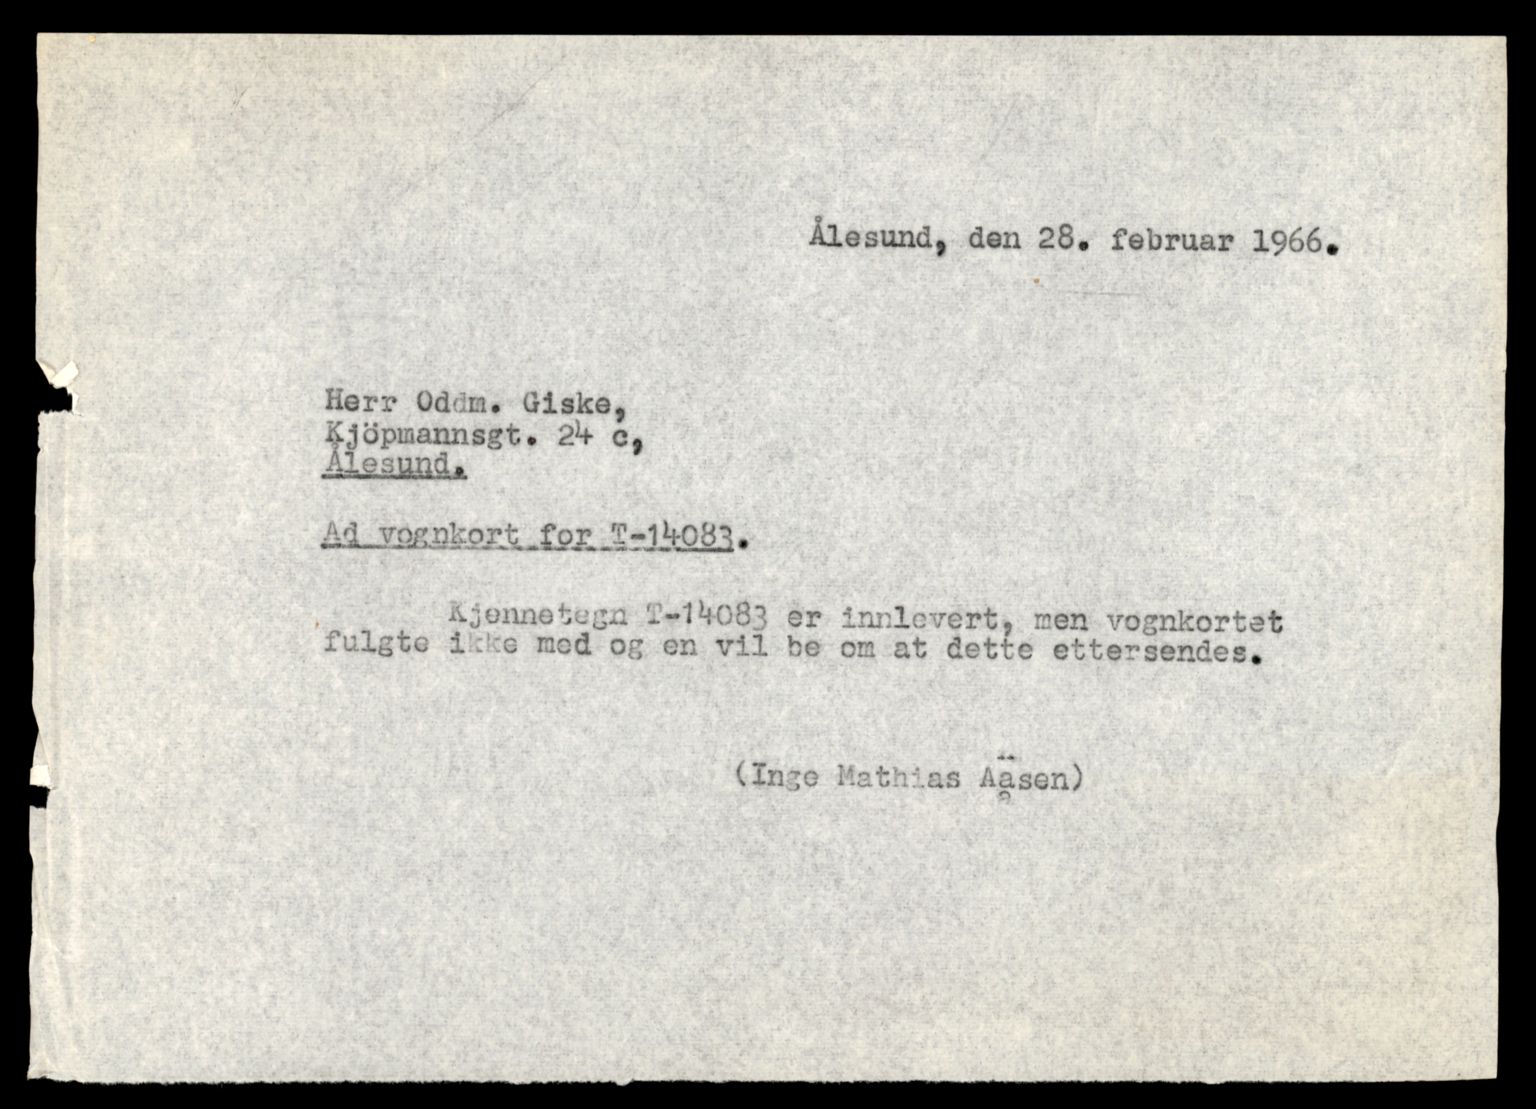 Ålesund, den 28. februar 1966.
Herr Oddm. Giske,
Kjöpmannsgt. 24 c,
Ålesund.
Ad vognkort for T-14083.
Kjennetegn T-14083 er innlevert, men vognkortet
fulgte ikke med og en vil be om at dette ettersendes.
(Inge Mathias Aasen)